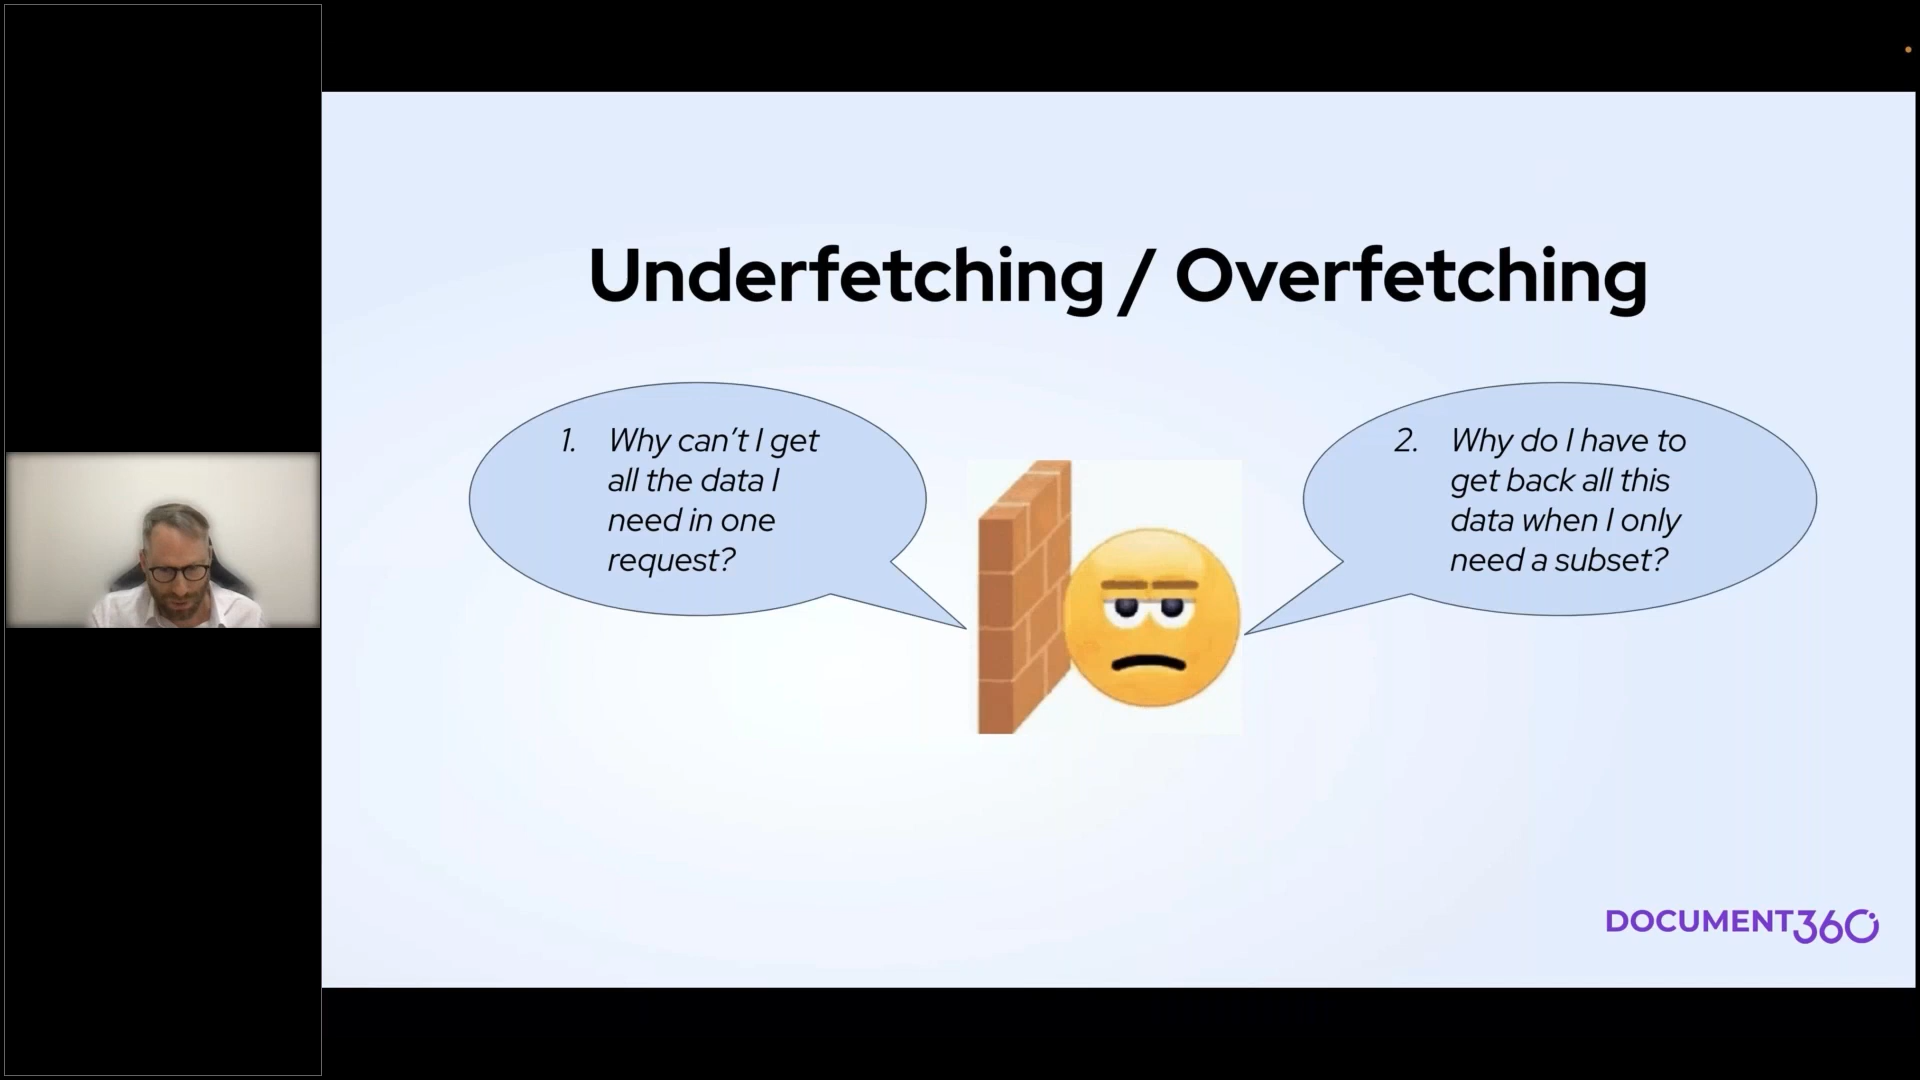 Underfetching / Overfetching
1. Why can't I get
all the data I
need in one
request?
2. Why do I have to
get back all this
data when I only
need a subset?
DOCUMENT360